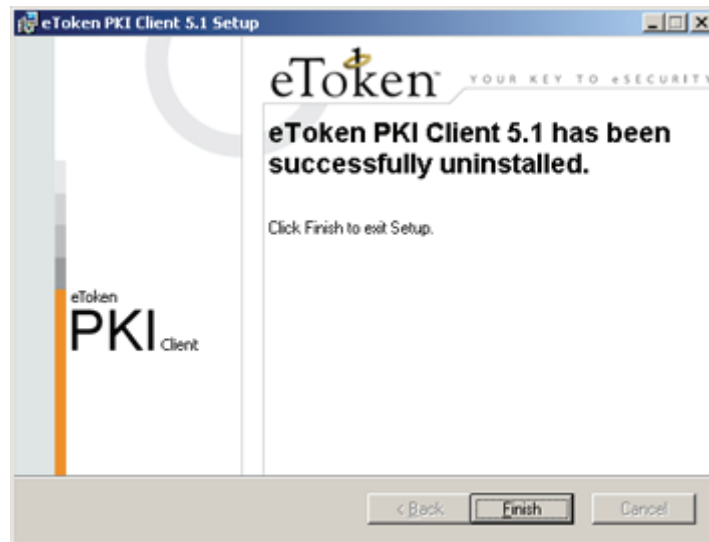 eToken PKI Client 5.1 Setup
eToken™ YOUR KEY TO eSECURITY
eToken PKI Client 5.1 has been
successfully uninstalled.
Click Finish to exit Setup.
eToken
PKI Client
< Back Finish Cancel